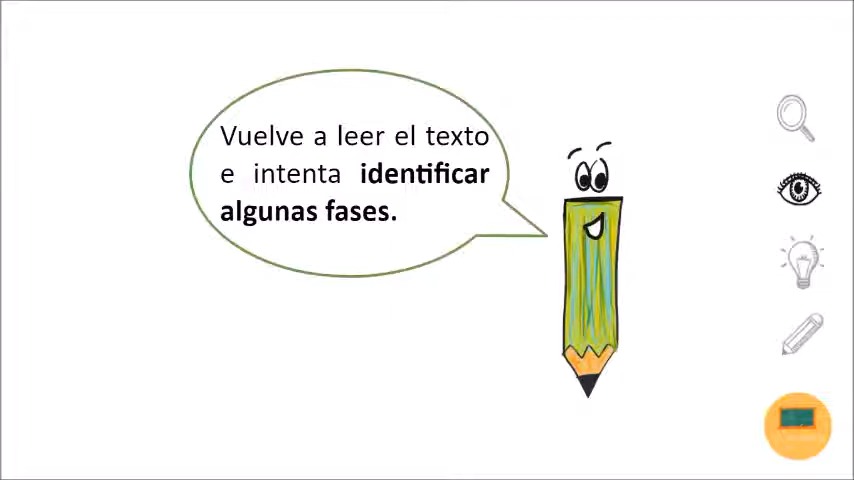 Vuelve a leer el texto
e intenta identificar
algunas fases.